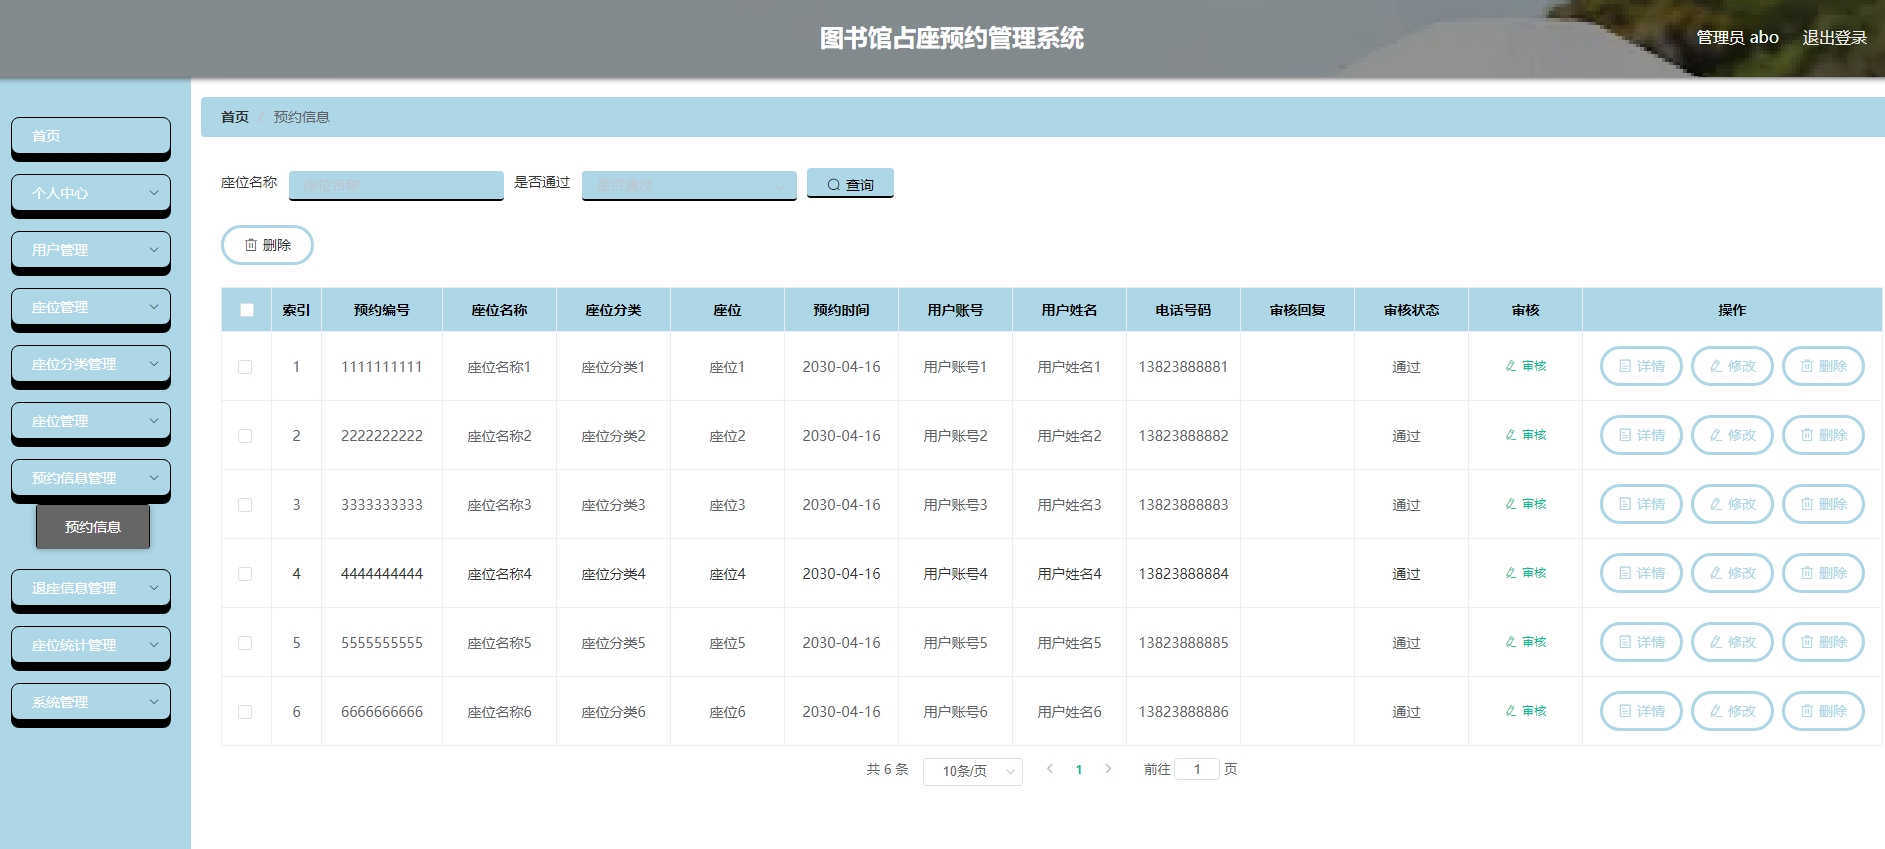 图书馆占座预约管理系统
管理员 abo 退出登录
首页
个人中心
用户管理
座位管理
座位分类管理
座位管理
预约信息管理
预约信息
退座信息管理
座位统计管理
系统管理
首页 / 预约信息
座位名称 座位名称 是否通过 是否通过 查询
删除
索引 预约编号 座位名称 座位分类 座位 预约时间 用户账号 用户姓名 电话号码 审核回复 审核状态 审核 操作
1 1111111111 座位名称1 座位分类1 座位1 2030-04-16 用户账号1 用户姓名1 13823888881 通过 审核 详情 修改 删除
2 2222222222 座位名称2 座位分类2 座位2 2030-04-16 用户账号2 用户姓名2 13823888882 通过 审核 详情 修改 删除
3 3333333333 座位名称3 座位分类3 座位3 2030-04-16 用户账号3 用户姓名3 13823888883 通过 审核 详情 修改 删除
4 4444444444 座位名称4 座位分类4 座位4 2030-04-16 用户账号4 用户姓名4 13823888884 通过 审核 详情 修改 删除
5 5555555555 座位名称5 座位分类5 座位5 2030-04-16 用户账号5 用户姓名5 13823888885 通过 审核 详情 修改 删除
6 6666666666 座位名称6 座位分类6 座位6 2030-04-16 用户账号6 用户姓名6 13823888886 通过 审核 详情 修改 删除
共 6 条 10条/页 1 前往 1 页